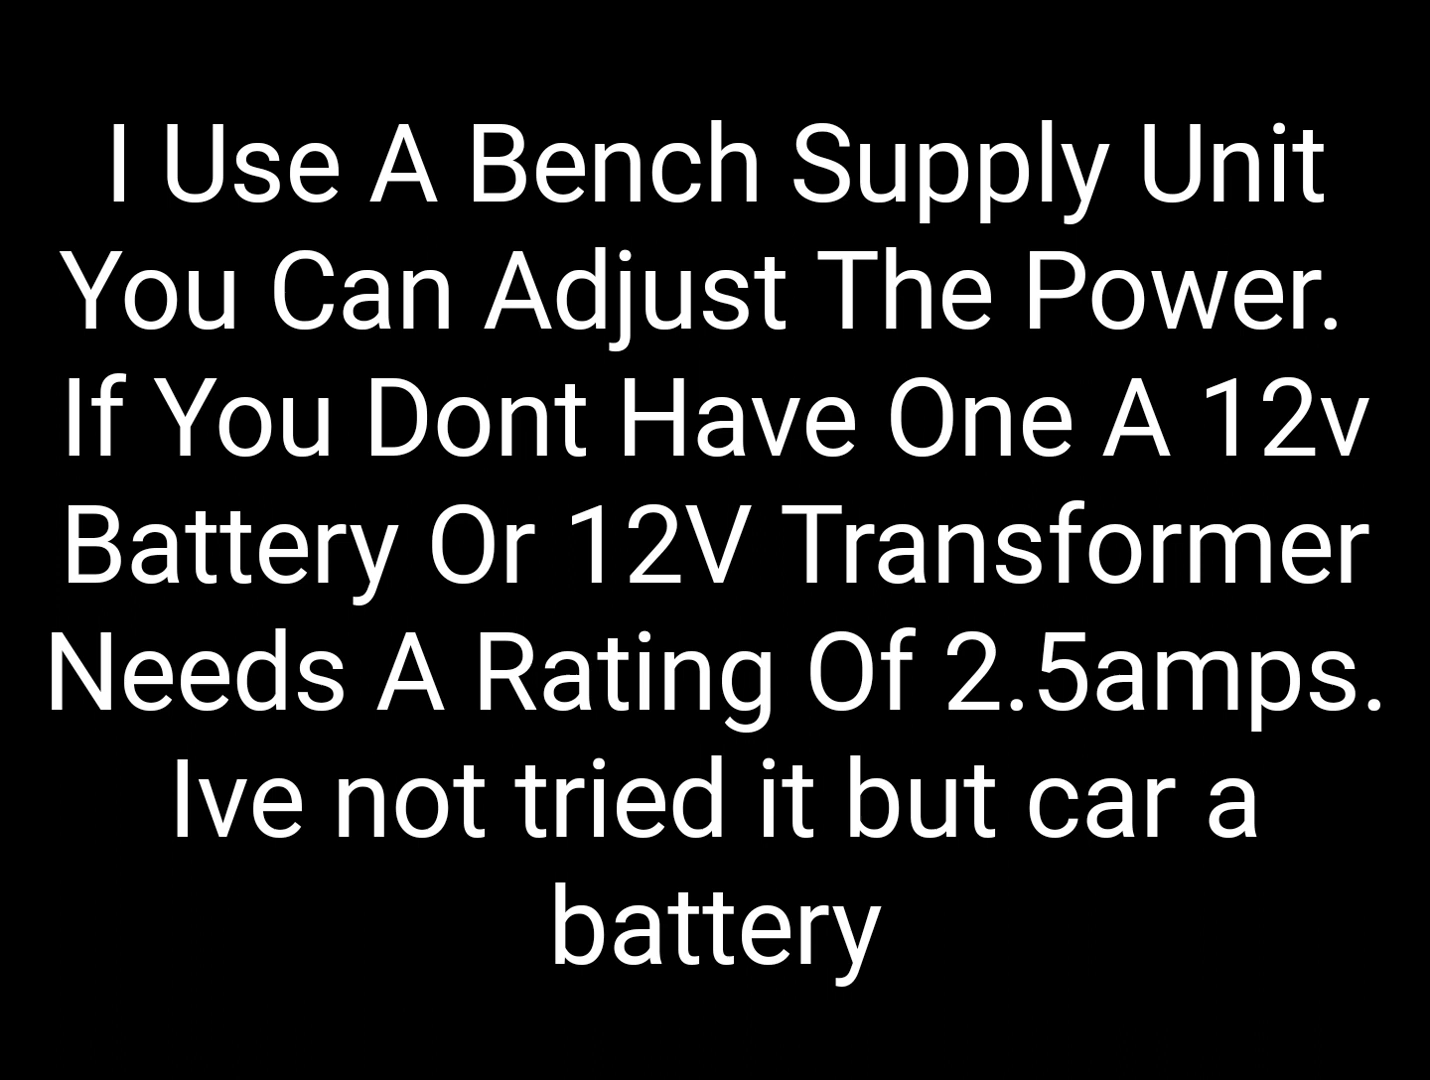 I Use A Bench Supply Unit
You Can Adjust The Power.
If You Dont Have One A 12v
Battery Or 12V Transformer
Needs A Rating Of 2.5amps.
Ive not tried it but car a
battery